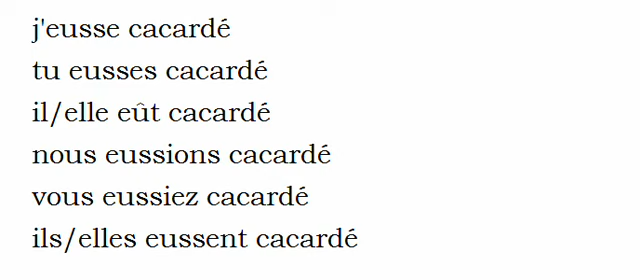 j'eusse cacardé
tu eusses cacardé
il/elle eût cacardé
nous eussions cacardé
vous eussiez cacardé
ils/elles eussent cacardé